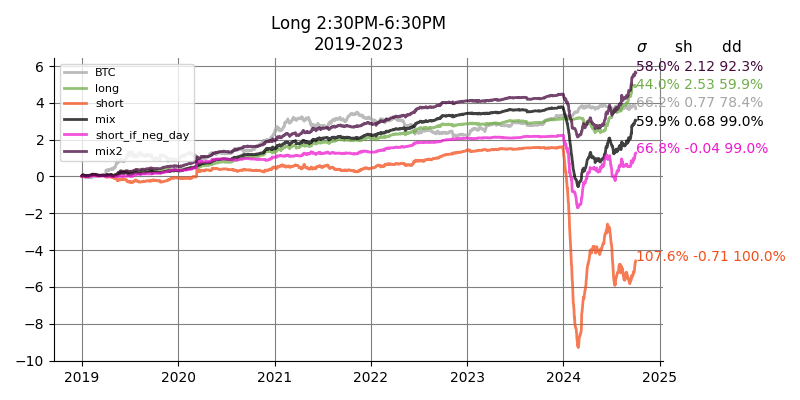 Long 2:30PM-6:30PM
2019-2023
σ sh dd
58.0% 2.12 92.3%
44.0% 2.53 59.9%
66.2% 0.77 78.4%
59.9% 0.68 99.0%
66.8% -0.04 99.0%
107.6% -0.71 100.0%
BTC
long
short
mix
short_if_neg_day
mix2
6
4
2
0
−2
−4
−6
−8
−10
2019 2020 2021 2022 2023 2024 2025